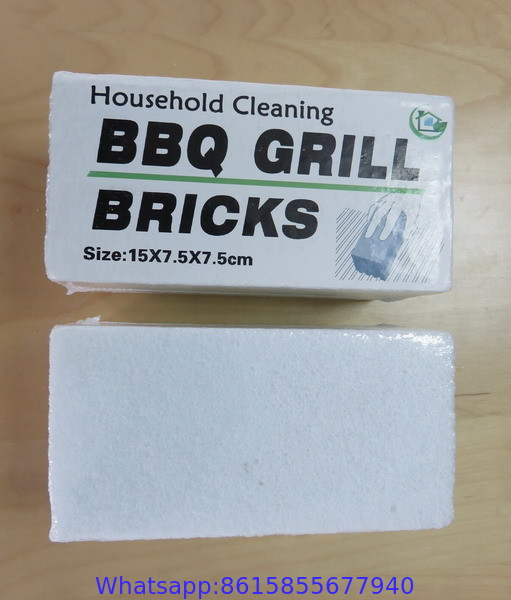 Household Cleaning
BBQ GRILL
BRICKS
Size:15X7.5X7.5cm
Whatsapp:8615855677940